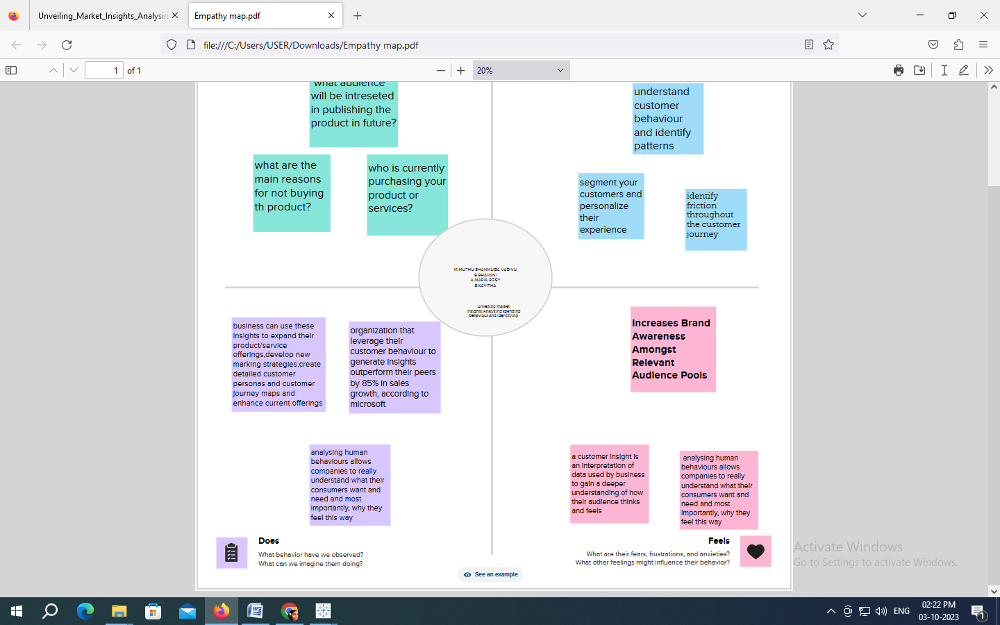 Unveiling_Market_Insights_Analysin
Empathy map.pdf
file:///C:/Users/USER/Downloads/Empathy map.pdf
1 of 1
20%
what audience
will be intreseted
in publishing the
product in future?
what are the
main reasons
for not buying
th product?
who is currently
purchasing your
product or
services?
understand
customer
behaviour
and identify
patterns
segment your
customers and
personalize
their
experience
identify
friction
throughout
the customer
journey
M.MUTHU SHANMUGA VADIVU
B.BHAVANI
A.MARIA ROSY
S.KAVITHA
unveiling market
insights.Analysing spending
behaviour and identifying
business can use these
insights to expand their
product/service
offerings,develop new
marking strategies,create
detailed customer
personas and customer
journey maps and
enhance current offerings
organization that
leverage their
customer behaviour to
generate insights
outperform their peers
by 85% in sales
growth, according to
microsoft
analysing human
behaviours allows
companies to really
understand what their
consumers want and
need and most
importantly, why they
feel this way
Increases Brand
Awareness
Amongst
Relevant
Audience Pools
a customer insight is
an interpretation of
data used by business
to gain a deeper
understanding of how
their audience thinks
and feels
analysing human
behaviours allows
companies to really
understand what their
consumers want and
need and most
importantly, why they
feel this way
Does
What behavior have we observed?
What can we imagine them doing?
Feels
What are their fears, frustrations, and anxieties?
What other feelings might influence their behavior?
See an example
Activate Windows
Go to Settings to activate Windows.
ENG
02:22 PM
03-10-2023
1